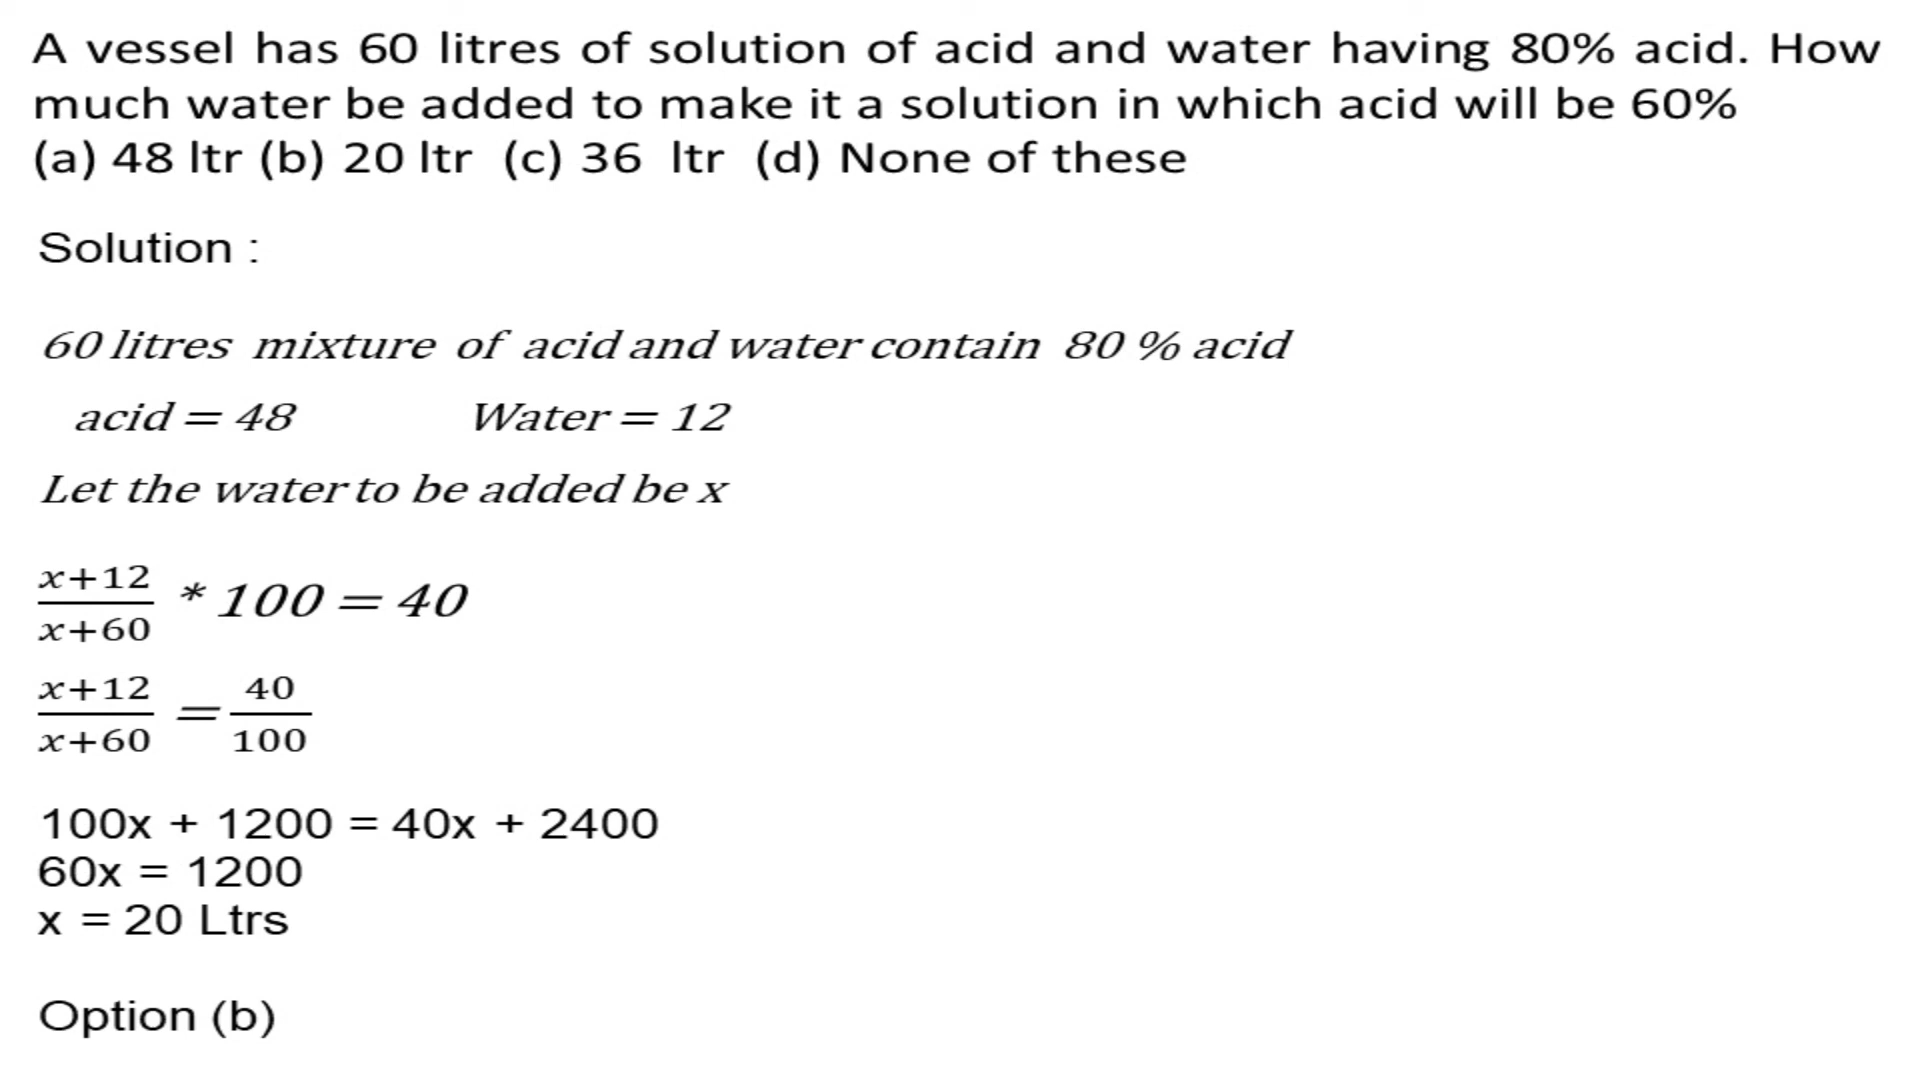 A vessel has 60 litres of solution of acid and water having 80% acid. How
much water be added to make it a solution in which acid will be 60%
(a) 48 ltr (b) 20 ltr (c) 36 ltr (d) None of these
Solution :
60 litres mixture of acid and water contain 80 % acid
acid = 48 Water = 12
Let the water to be added be x
x+12
x+60
* 100 = 40
x+12
x+60
=
40
100
100x + 1200 = 40x + 2400
60x = 1200
x = 20 Ltrs
Option (b)